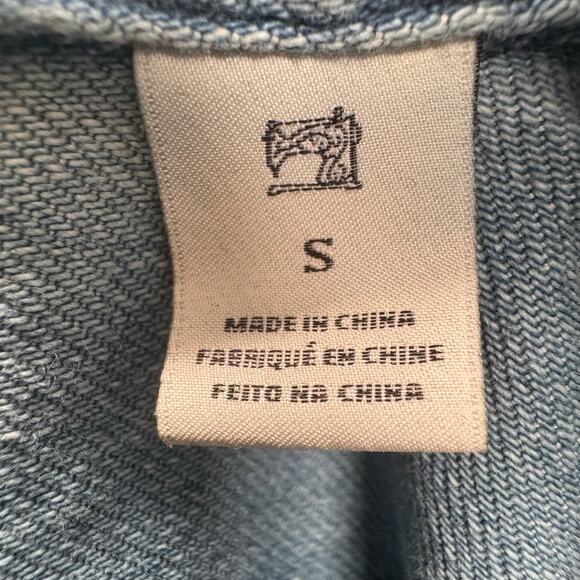 S
MADE IN CHINA
FABRIQUÉ EN CHINE
FEITO NA CHINA